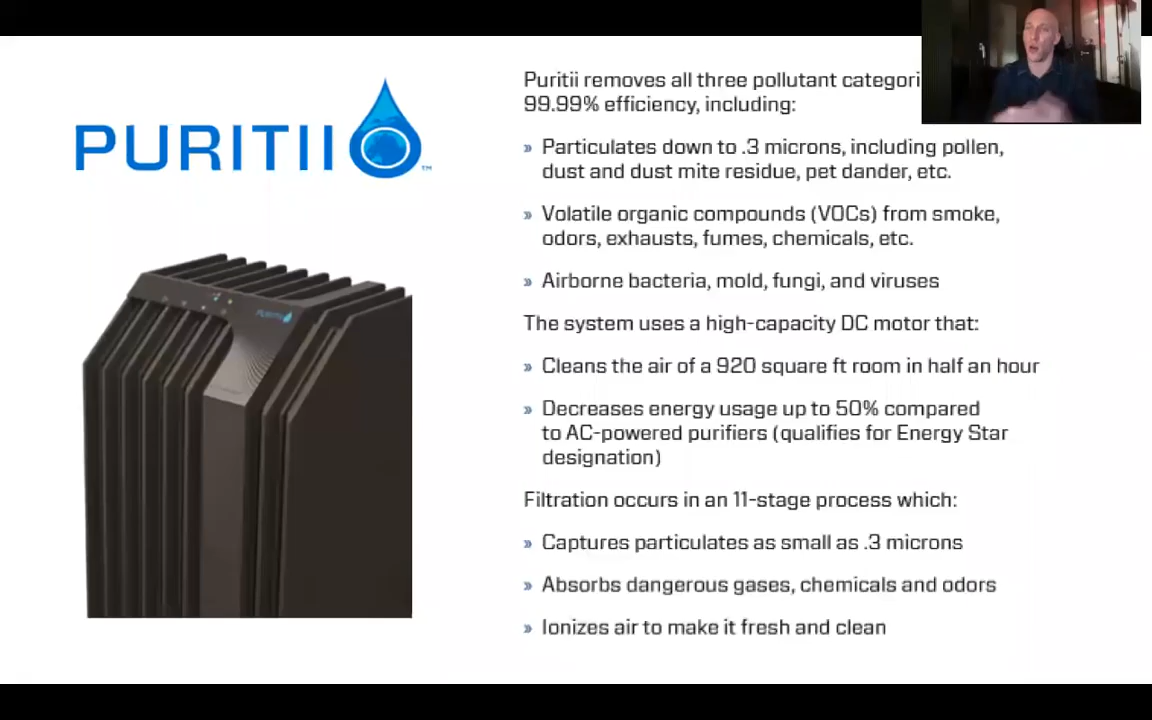 PURITII
™
PURITII
Puritii removes all three pollutant categori
99.99% efficiency, including:
» Particulates down to .3 microns, including pollen,
dust and dust mite residue, pet dander, etc.
» Volatile organic compounds (VOCs) from smoke,
odors, exhausts, fumes, chemicals, etc.
» Airborne bacteria, mold, fungi, and viruses
The system uses a high-capacity DC motor that:
» Cleans the air of a 920 square ft room in half an hour
» Decreases energy usage up to 50% compared
to AC-powered purifiers (qualifies for Energy Star
designation)
Filtration occurs in an 11-stage process which:
» Captures particulates as small as .3 microns
» Absorbs dangerous gases, chemicals and odors
» Ionizes air to make it fresh and clean